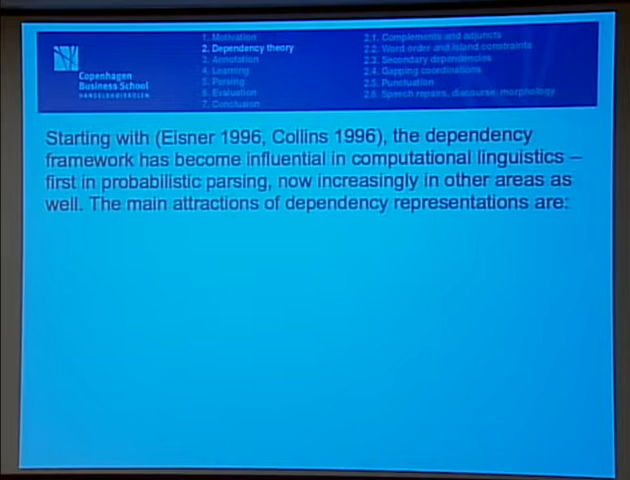 Copenhagen
Business School
HANDELSHØJSKOLEN
1. Motivation
2. Dependency theory
3. Annotation
4. Learning
5. Parsing
6. Evaluation
7. Conclusion
2.1. Complements and adjuncts
2.2. Word order and island constraints
2.3. Secondary dependencies
2.4. Gapping coordinations
2.5. Punctuation
2.6. Speech repairs, discourse, morphology
Starting with (Eisner 1996, Collins 1996), the dependency
framework has become influential in computational linguistics –
first in probabilistic parsing, now increasingly in other areas as
well. The main attractions of dependency representations are: